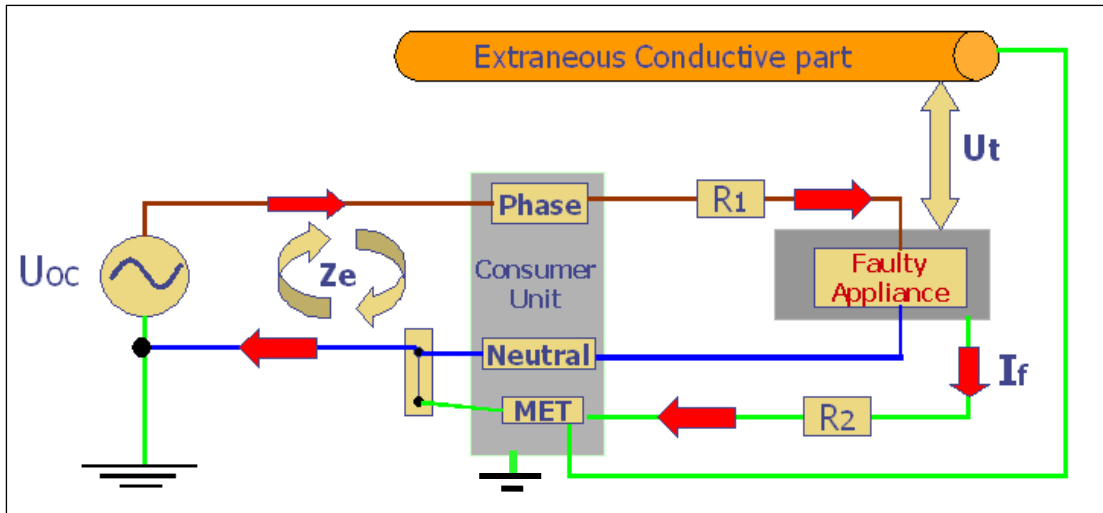 Extraneous Conductive part
Ut
Phase
R1
Uoc
Ze
Consumer
Unit
Faulty
Appliance
Neutral
If
MET
R2